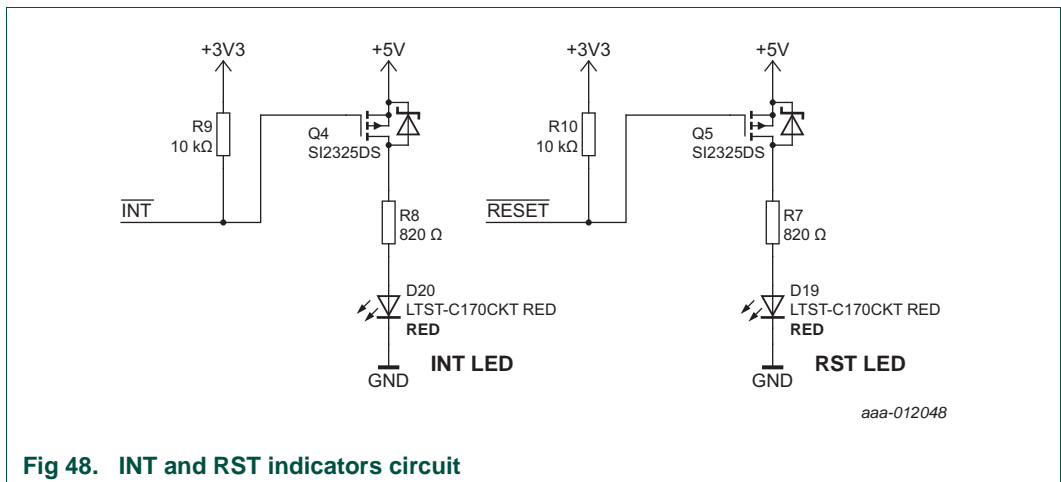 +3V3
+5V
R9
10 kΩ
Q4
SI2325DS
INT
R8
820 Ω
D20
LTST-C170CKT RED
RED
INT LED
GND
+3V3
+5V
R10
10 kΩ
Q5
SI2325DS
RESET
R7
820 Ω
D19
LTST-C170CKT RED
RED
RST LED
GND
aaa-012048
Fig 48. INT and RST indicators circuit